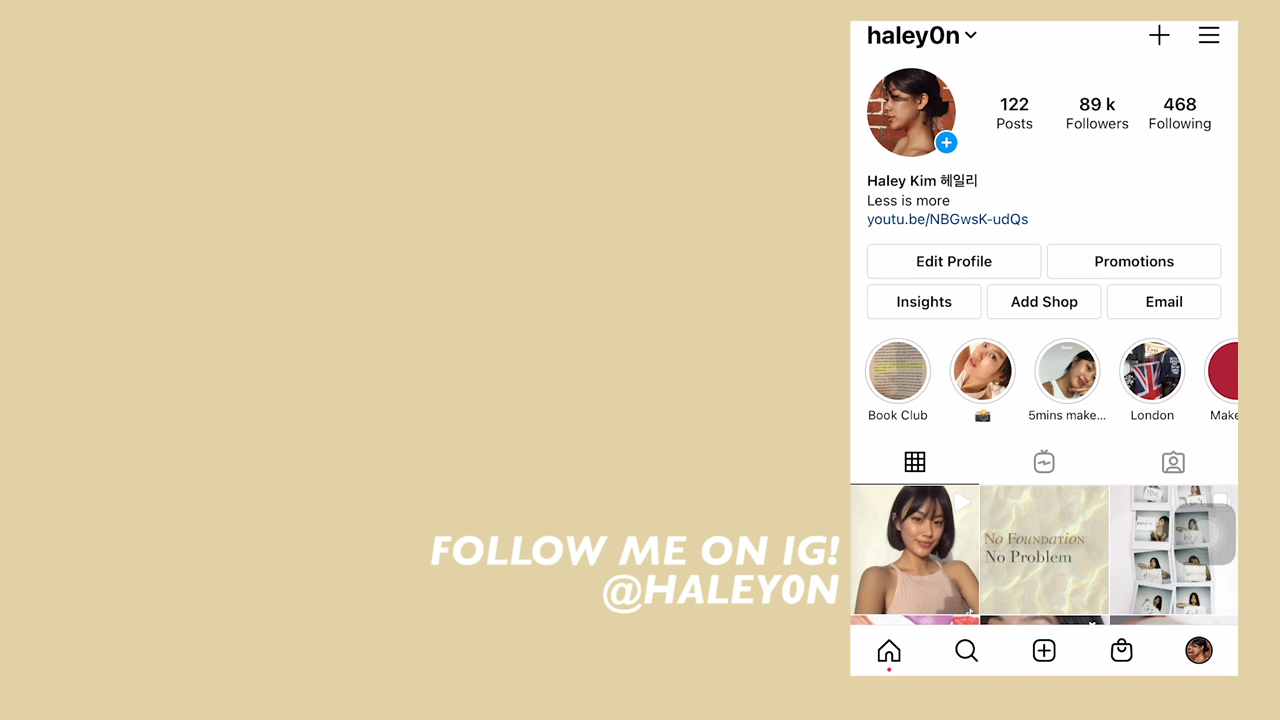 haley0n
122
Posts
89 k
Followers
468
Following
Haley Kim 헤일리
Less is more
youtu.be/NBGwsK-udQs
Edit Profile
Promotions
Insights
Add Shop
Email
Book Club
5mins make...
London
Make
No Foundation
No Problem
FOLLOW ME ON IG!
@HALEY0N